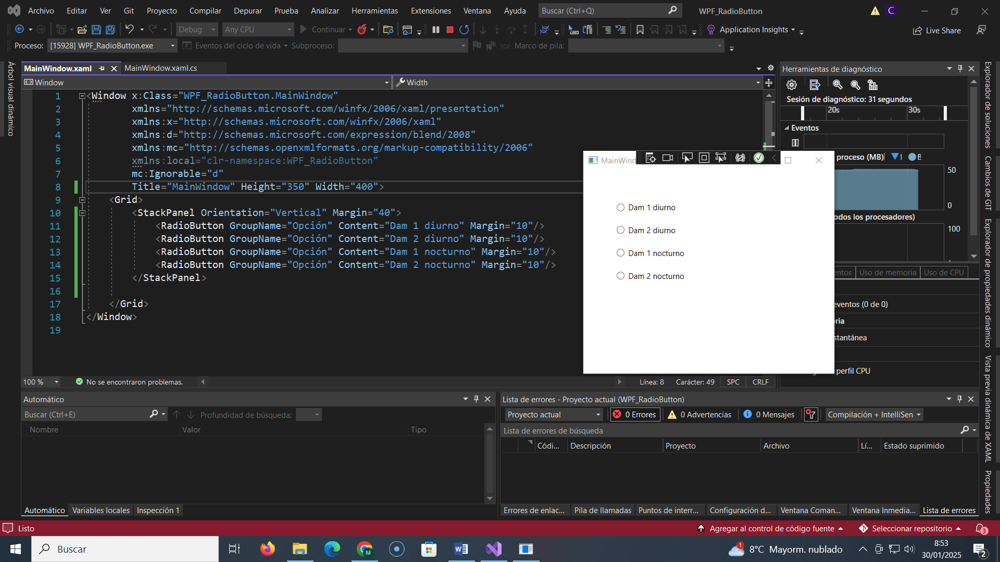 Archivo Editar Ver Git Proyecto Compilar Depurar Prueba Analizar Herramientas Extensiones Ventana Ayuda Buscar (Ctrl+Q) WPF_RadioButton C
Debug Any CPU Continuar Application Insights Live Share
Proceso: [15928] WPF_RadioButton.exe Eventos del ciclo de vida Subproceso: Marco de pila:
Árbol visual dinámico
MainWindow.xaml MainWindow.xaml.cs
Window Width
1 <Window x:Class="WPF_RadioButton.MainWindow"
2 xmlns="http://schemas.microsoft.com/winfx/2006/xaml/presentation"
3 xmlns:x="http://schemas.microsoft.com/winfx/2006/xaml"
4 xmlns:d="http://schemas.microsoft.com/expression/blend/2008"
5 xmlns:mc="http://schemas.openxmlformats.org/markup-compatibility/2006"
6 xmlns:local="clr-namespace:WPF_RadioButton"
7 mc:Ignorable="d"
8 Title="MainWindow" Height="350" Width="400">
9 <Grid>
10 <StackPanel Orientation="Vertical" Margin="40">
11 <RadioButton GroupName="Opción" Content="Dam 1 diurno" Margin="10"/>
12 <RadioButton GroupName="Opción" Content="Dam 2 diurno" Margin="10"/>
13 <RadioButton GroupName="Opción" Content="Dam 1 nocturno" Margin="10"/>
14 <RadioButton GroupName="Opción" Content="Dam 2 nocturno" Margin="10"/>
15 </StackPanel>
16
17 </Grid>
18 </Window>
19
MainWind
Dam 1 diurno
Dam 2 diurno
Dam 1 nocturno
Dam 2 nocturno
Herramientas de diagnóstico
Sesión de diagnóstico: 31 segundos
20s 30s
Eventos
proceso (MB)
50
0
odos los procesadores)
100
entos Uso de memoria Uso de CPU
eventos (0 de 0)
ria
stantánea
perfil CPU
Explorador de soluciones
Cambios de GIT
Explorador de propiedades dinámico
Vista previa dinámica de XAML
Propiedades
100 % No se encontraron problemas. Línea: 8 Carácter: 49 SPC CRLF
Automático
Buscar (Ctrl+E) Profundidad de búsqueda:
Nombre Valor Tipo
Automático Variables locales Inspección 1
Lista de errores - Proyecto actual (WPF_RadioButton)
Proyecto actual 0 Errores 0 Advertencias 0 Mensajes Compilación + IntelliSen
Lista de errores de búsqueda
Códi... Descripción Proyecto Archivo Lí... Estado suprimido
Errores de enlac... Pila de llamadas Puntos de interr... Configuración d... Ventana Coman... Ventana Inmedia... Lista de errores
Listo Agregar al control de código fuente Seleccionar repositorio 3
Buscar 1 8°C Mayorm. nublado 8:53
30/01/2025 2